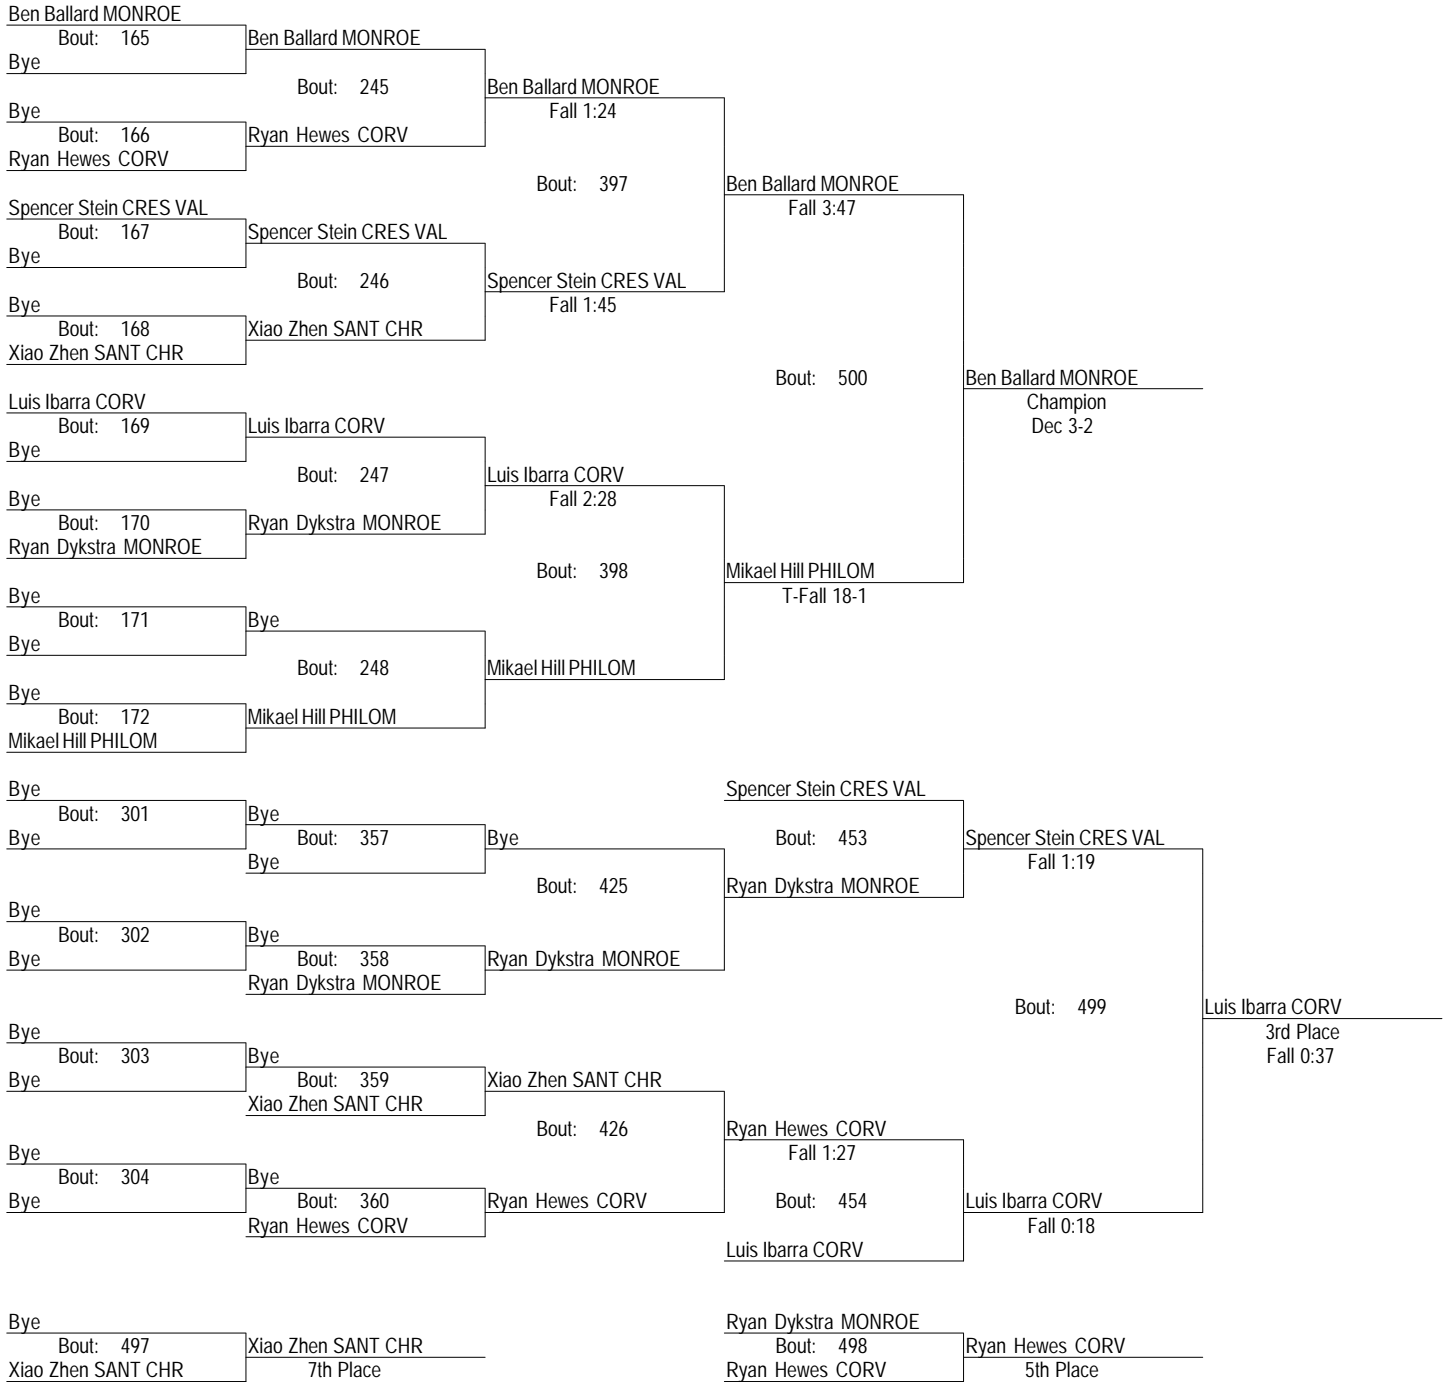 Ben Ballard MONROE
Bout: 165 Ben Ballard MONROE
Bye
Bout: 245 Ben Ballard MONROE
Bye Fall 1:24
Bout: 166 Ryan Hewes CORV
Ryan Hewes CORV
Bout: 397 Ben Ballard MONROE
Spencer Stein CRES VAL Fall 3:47
Bout: 167 Spencer Stein CRES VAL
Bye
Bout: 246 Spencer Stein CRES VAL
Bye Fall 1:45
Bout: 168 Xiao Zhen SANT CHR
Xiao Zhen SANT CHR
Bout: 500 Ben Ballard MONROE
Luis Ibarra CORV Champion
Bout: 169 Luis Ibarra CORV Dec 3-2
Bye
Bout: 247 Luis Ibarra CORV
Bye Fall 2:28
Bout: 170 Ryan Dykstra MONROE
Ryan Dykstra MONROE
Bout: 398 Mikael Hill PHILOM
Bye T-Fall 18-1
Bout: 171 Bye
Bye
Bout: 248 Mikael Hill PHILOM
Bye
Bout: 172 Mikael Hill PHILOM
Mikael Hill PHILOM
Bye Spencer Stein CRES VAL
Bout: 301 Bye
Bye Bout: 357 Bye Bout: 453 Spencer Stein CRES VAL
Bye Fall 1:19
Bout: 425 Ryan Dykstra MONROE
Bye
Bout: 302 Bye
Bye Bout: 358 Ryan Dykstra MONROE
Ryan Dykstra MONROE
Bout: 499 Luis Ibarra CORV
Bye 3rd Place
Bout: 303 Bye Fall 0:37
Bye Bout: 359 Xiao Zhen SANT CHR
Xiao Zhen SANT CHR
Bout: 426 Ryan Hewes CORV
Bye Fall 1:27
Bout: 304 Bye
Bye Bout: 360 Ryan Hewes CORV Bout: 454 Luis Ibarra CORV
Ryan Hewes CORV Fall 0:18
Luis Ibarra CORV
Bye Ryan Dykstra MONROE
Bout: 497 Xiao Zhen SANT CHR Bout: 498 Ryan Hewes CORV
Xiao Zhen SANT CHR 7th Place Ryan Hewes CORV 5th Place